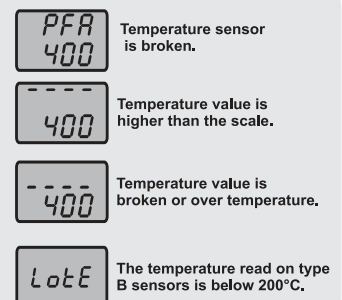 PFA
400
Temperature sensor
is broken.
- - - -
400
Temperature value is
higher than the scale.
- - - -
400
Temperature value is
broken or over temperature.
LotE
The temperature read on type
B sensors is below 200°C.